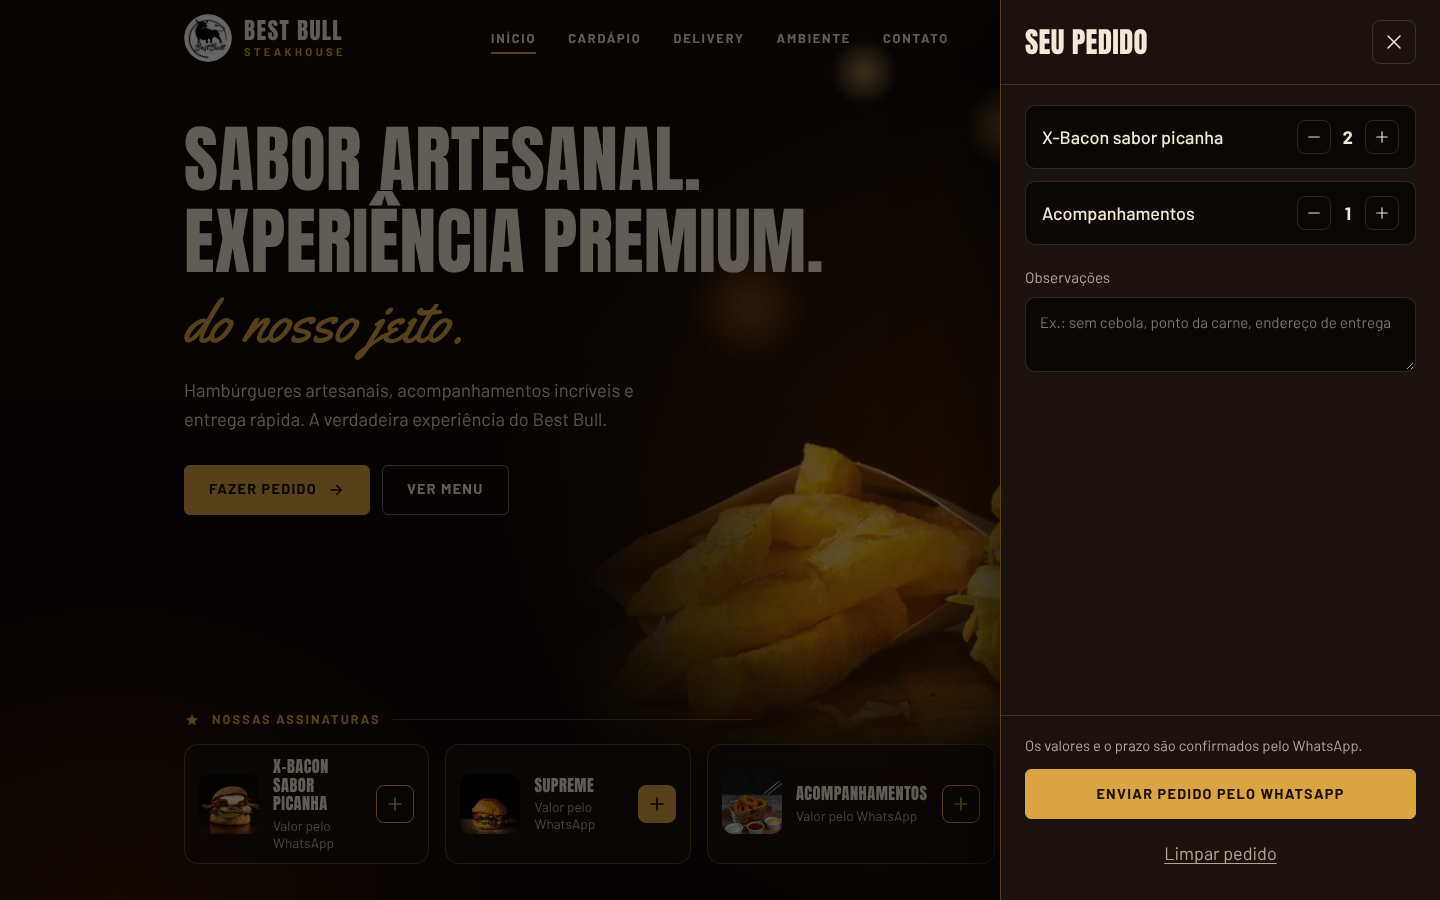 BEST BULL
STEAKHOUSE
INÍCIO
CARDÁPIO
DELIVERY
AMBIENTE
CONTATO
SABOR ARTESANAL.
EXPERIÊNCIA PREMIUM.
do nosso jeito.
Hambúrgueres artesanais, acompanhamentos incríveis e
entrega rápida. A verdadeira experiência do Best Bull.
FAZER PEDIDO
VER MENU
NOSSAS ASSINATURAS
X-BACON
SABOR
PICANHA
Valor pelo
WhatsApp
SUPREME
Valor pelo
WhatsApp
ACOMPANHAMENTOS
Valor pelo WhatsApp
SEU PEDIDO
X-Bacon sabor picanha
2
Acompanhamentos
1
Observações
Ex.: sem cebola, ponto da carne, endereço de entrega
Os valores e o prazo são confirmados pelo WhatsApp.
ENVIAR PEDIDO PELO WHATSAPP
Limpar pedido